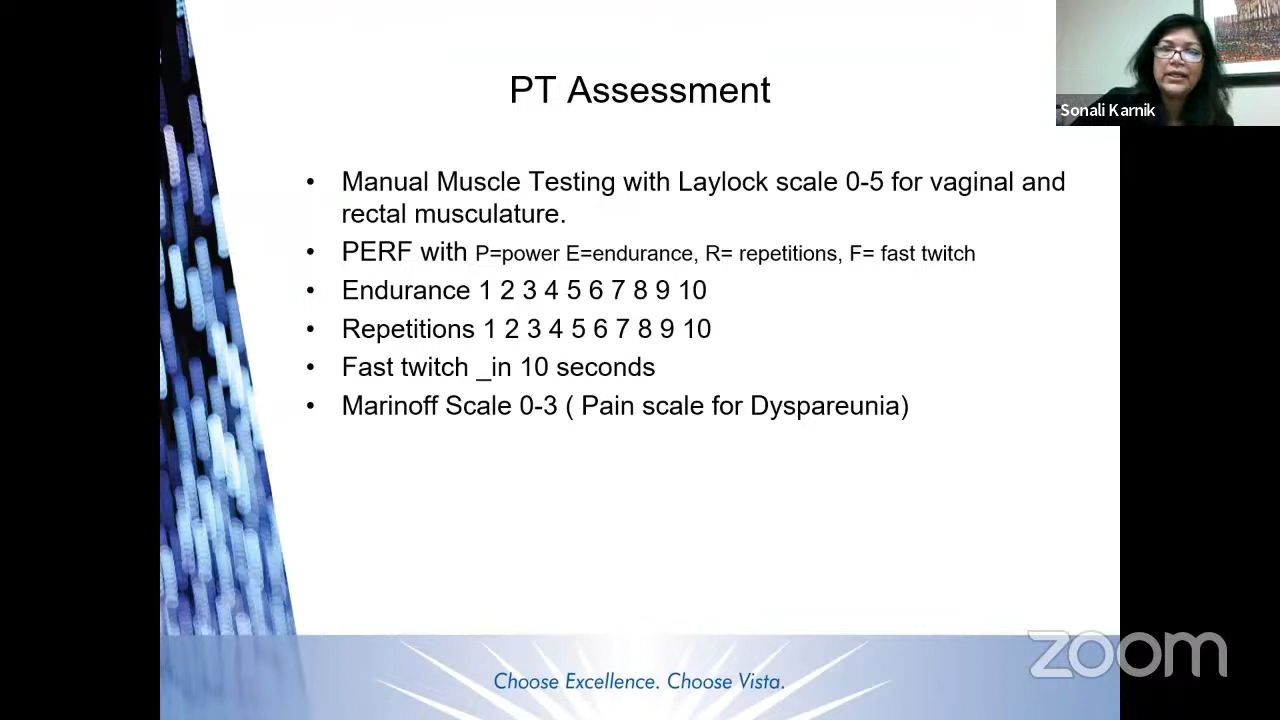 PT Assessment
Sonali Karnik
• Manual Muscle Testing with Laylock scale 0-5 for vaginal and
rectal musculature.
• PERF with P=power E=endurance, R= repetitions, F= fast twitch
• Endurance 1 2 3 4 5 6 7 8 9 10
• Repetitions 1 2 3 4 5 6 7 8 9 10
• Fast twitch _in 10 seconds
• Marinoff Scale 0-3 ( Pain scale for Dyspareunia)
zoom
Choose Excellence. Choose Vista.